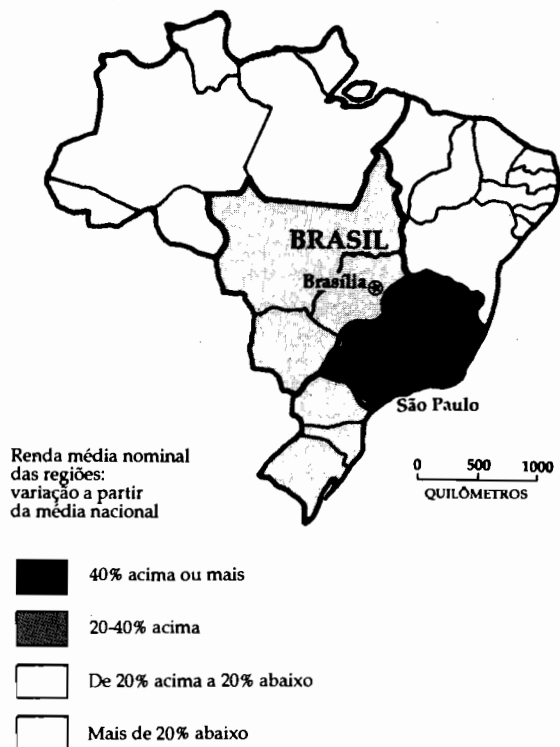 BRASIL
Brasília
São Paulo
Renda média nominal
das regiões:
variação a partir
da média nacional
0 500 1000
QUILÔMETROS
40% acima ou mais
20-40% acima
De 20% acima a 20% abaixo
Mais de 20% abaixo